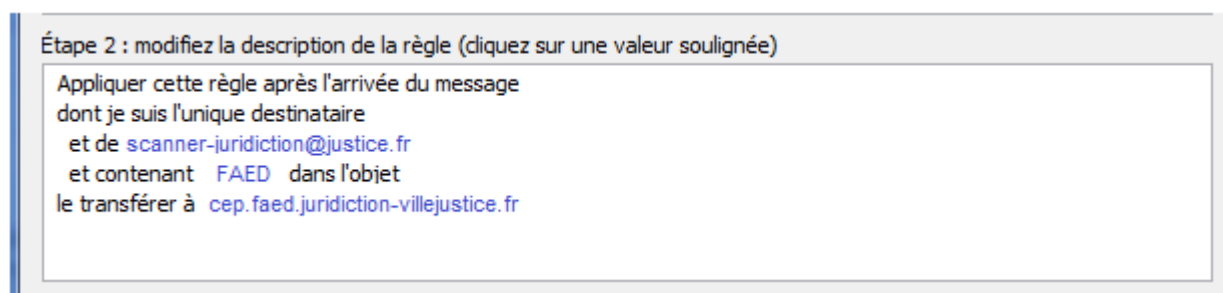 Étape 2 : modifiez la description de la règle (cliquez sur une valeur soulignée)
Appliquer cette règle après l'arrivée du message
dont je suis l'unique destinataire
et de scanner-juridiction@justice.fr
et contenant FAED dans l'objet
le transférer à cep.faed.juridiction-villejustice.fr